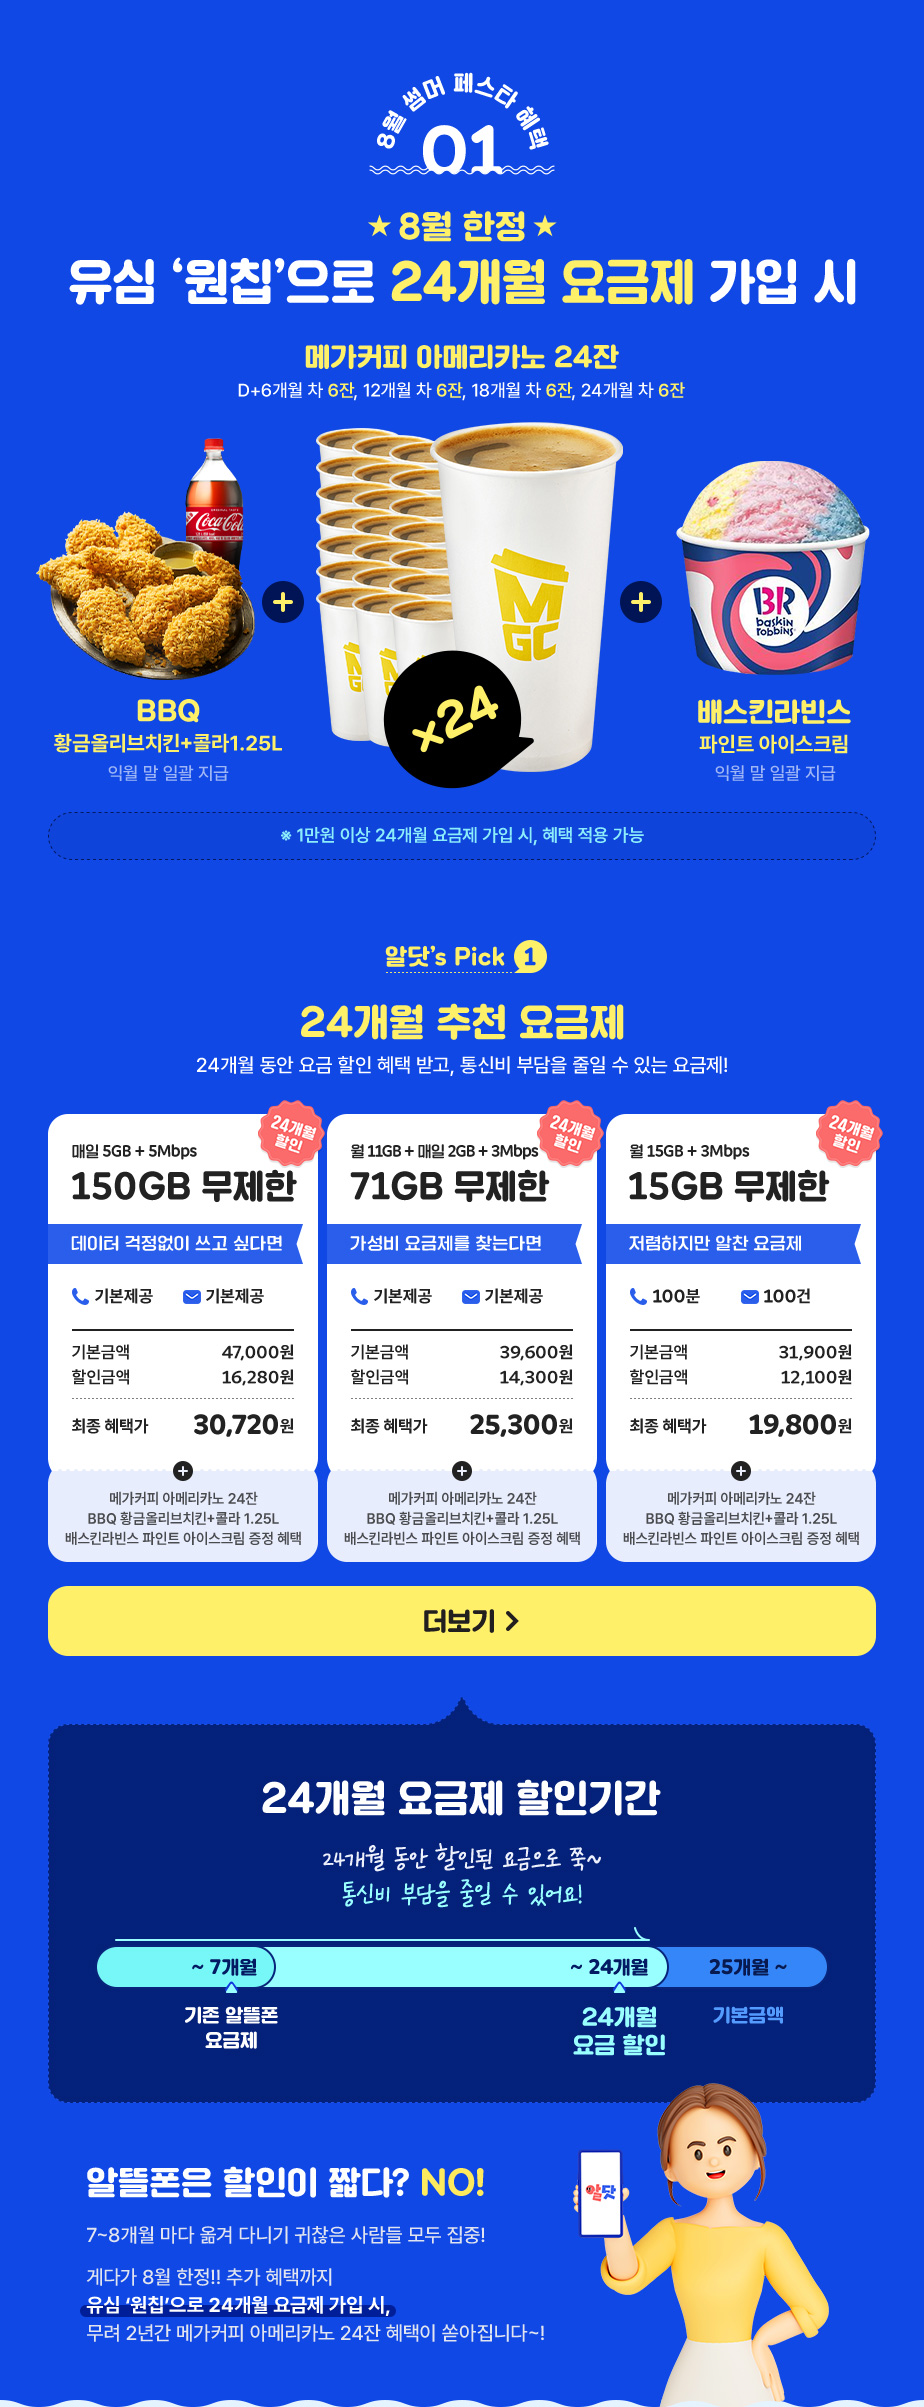 8월 썸머 페스타 혜택
01
★ 8월 한정 ★
유심 ‘원칩’으로 24개월 요금제 가입 시
메가커피 아메리카노 24잔
D+6개월 차 6잔, 12개월 차 6잔, 18개월 차 6잔, 24개월 차 6잔
Coca-Cola
M
GC
x24
BR
baskin
robbins
BBQ
황금올리브치킨+콜라1.25L
익월 말 일괄 지급
배스킨라빈스
파인트 아이스크림
익월 말 일괄 지급
※ 1만원 이상 24개월 요금제 가입 시, 혜택 적용 가능
알닷’s Pick 1
24개월 추천 요금제
24개월 동안 요금 할인 혜택 받고, 통신비 부담을 줄일 수 있는 요금제!
24개월
할인
매일 5GB + 5Mbps
150GB 무제한
데이터 걱정없이 쓰고 싶다면
기본제공 기본제공
기본금액 47,000원
할인금액 16,280원
최종 혜택가 30,720원
+
메가커피 아메리카노 24잔
BBQ 황금올리브치킨+콜라 1.25L
배스킨라빈스 파인트 아이스크림 증정 혜택
24개월
할인
월 11GB + 매일 2GB + 3Mbps
71GB 무제한
가성비 요금제를 찾는다면
기본제공 기본제공
기본금액 39,600원
할인금액 14,300원
최종 혜택가 25,300원
+
메가커피 아메리카노 24잔
BBQ 황금올리브치킨+콜라 1.25L
배스킨라빈스 파인트 아이스크림 증정 혜택
24개월
할인
월 15GB + 3Mbps
15GB 무제한
저렴하지만 알찬 요금제
100분 100건
기본금액 31,900원
할인금액 12,100원
최종 혜택가 19,800원
+
메가커피 아메리카노 24잔
BBQ 황금올리브치킨+콜라 1.25L
배스킨라빈스 파인트 아이스크림 증정 혜택
더보기 >
24개월 요금제 할인기간
24개월 동안 할인된 요금으로 쭉~
통신비 부담을 줄일 수 있어요!
~ 7개월 ~ 24개월 25개월 ~
기존 알뜰폰
요금제
24개월
요금 할인
기본금액
알뜰폰은 할인이 짧다? NO!
7~8개월 마다 옮겨 다니기 귀찮은 사람들 모두 집중!
게다가 8월 한정!! 추가 혜택까지
유심 ‘원칩’으로 24개월 요금제 가입 시,
무려 2년간 메가커피 아메리카노 24잔 혜택이 쏟아집니다~!
알닷